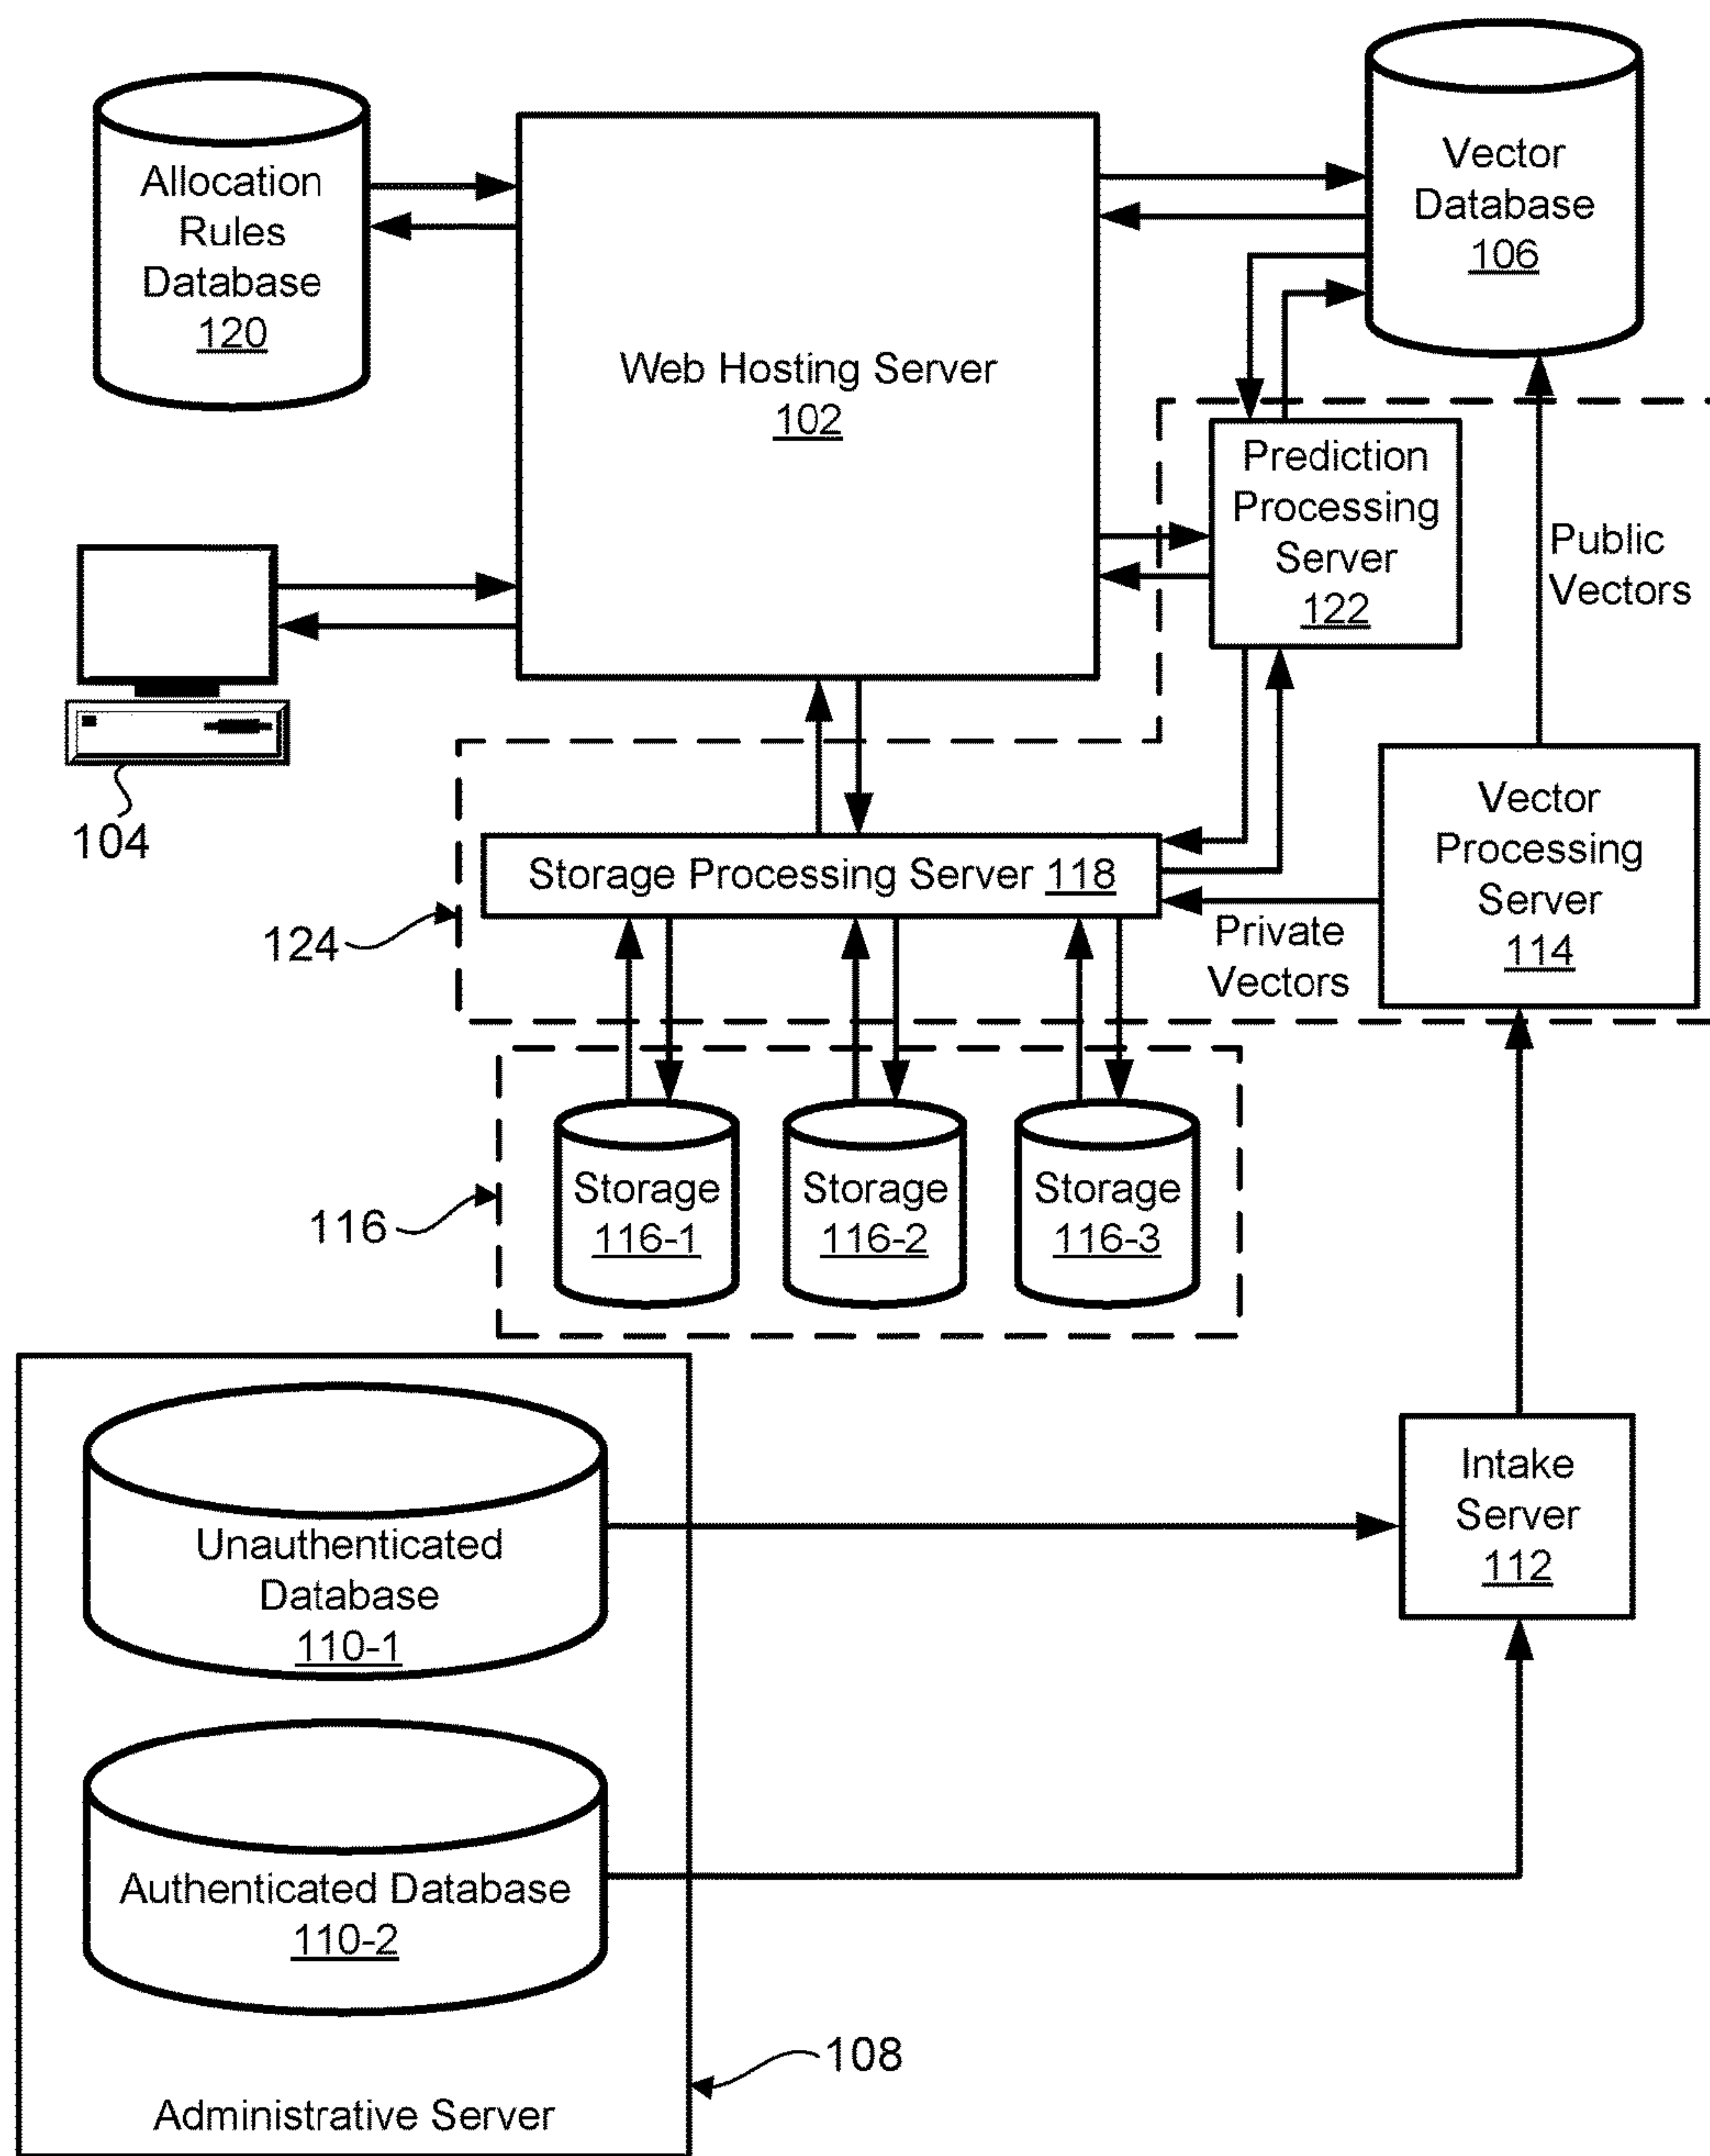 Allocation
Rules
Database
120
Web Hosting Server
102
Vector
Database
106
Prediction
Processing
Server
122
Public
Vectors
104
Storage Processing Server 118
Vector
Processing
Server
114
Private
Vectors
124
116
Storage
116-1
Storage
116-2
Storage
116-3
Unauthenticated
Database
110-1
Intake
Server
112
Authenticated Database
110-2
108
Administrative Server